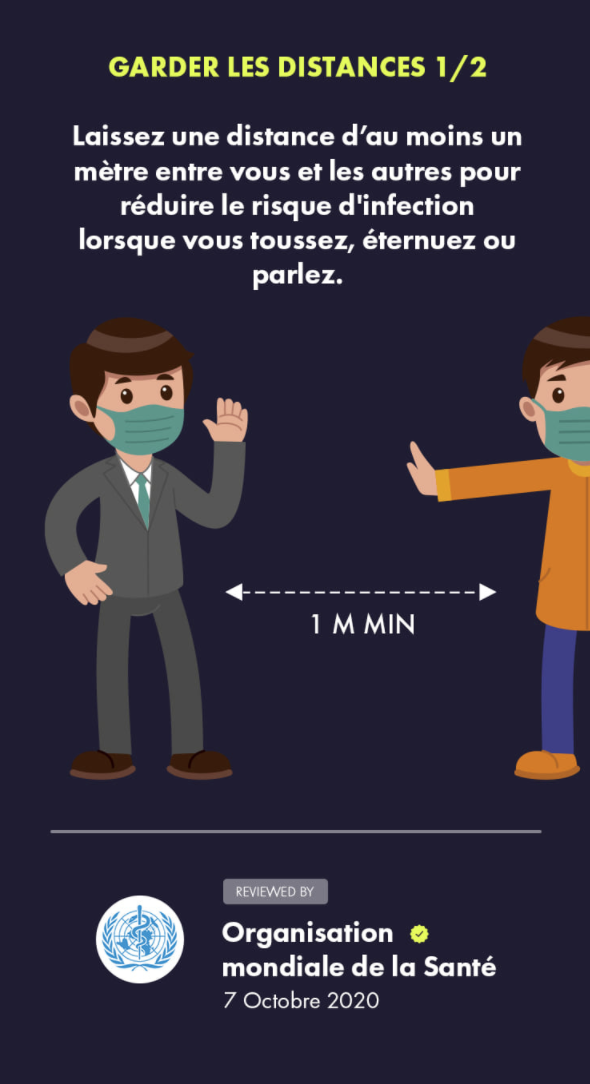 GARDER LES DISTANCES 1/2
Laissez une distance d’au moins un
mètre entre vous et les autres pour
réduire le risque d'infection
lorsque vous toussez, éternuez ou
parlez.
1 M MIN
REVIEWED BY
Organisation
mondiale de la Santé
7 Octobre 2020